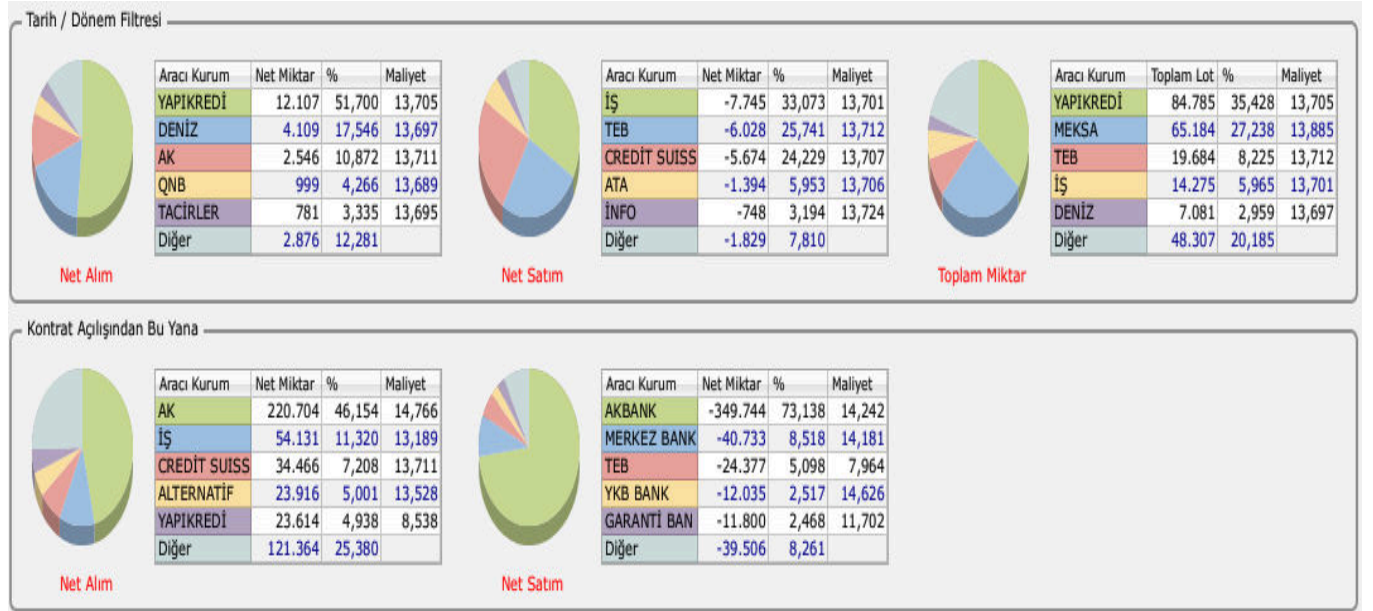 Tarih / Dönem Filtresi
Aracı Kurum Net Miktar % Maliyet
YAPIKREDİ 12.107 51,700 13,705
DENİZ 4.109 17,546 13,697
AK 2.546 10,872 13,711
QNB 999 4,266 13,689
TACİRLER 781 3,335 13,695
Diğer 2.876 12,281
Net Alım
Aracı Kurum Net Miktar % Maliyet
İŞ -7.745 33,073 13,701
TEB -6.028 25,741 13,712
CREDİT SUISS -5.674 24,229 13,707
ATA -1.394 5,953 13,706
İNFO -748 3,194 13,724
Diğer -1.829 7,810
Net Satım
Aracı Kurum Toplam Lot % Maliyet
YAPIKREDİ 84.785 35,428 13,705
MEKSA 65.184 27,238 13,885
TEB 19.684 8,225 13,712
İŞ 14.275 5,965 13,701
DENİZ 7.081 2,959 13,697
Diğer 48.307 20,185
Toplam Miktar
Kontrat Açılışından Bu Yana
Aracı Kurum Net Miktar % Maliyet
AK 220.704 46,154 14,766
İŞ 54.131 11,320 13,189
CREDİT SUISS 34.466 7,208 13,711
ALTERNATİF 23.916 5,001 13,528
YAPIKREDİ 23.614 4,938 8,538
Diğer 121.364 25,380
Net Alım
Aracı Kurum Net Miktar % Maliyet
AKBANK -349.744 73,138 14,242
MERKEZ BANK -40.733 8,518 14,181
TEB -24.377 5,098 7,964
YKB BANK -12.035 2,517 14,626
GARANTİ BAN -11.800 2,468 11,702
Diğer -39.506 8,261
Net Satım